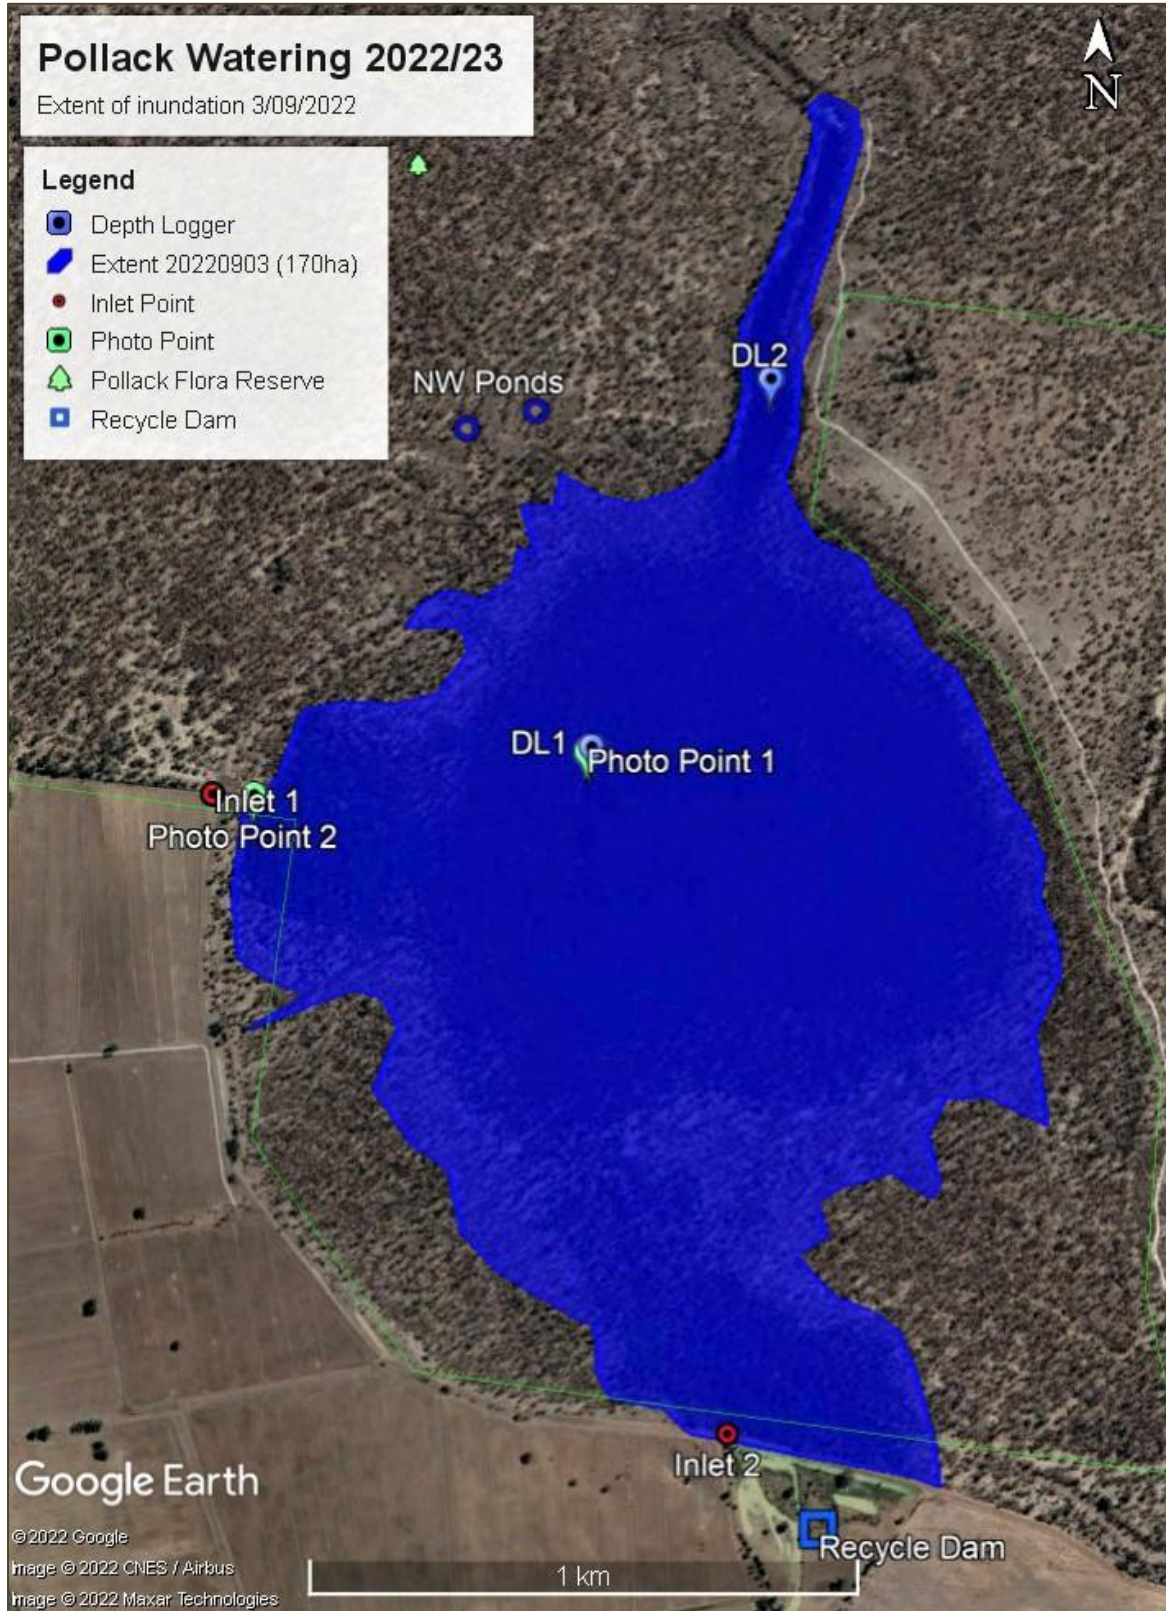 Pollack Watering 2022/23
Extent of inundation 3/09/2022
N
Legend
Depth Logger
Extent 20220903 (170ha)
Inlet Point
Photo Point
Pollack Flora Reserve
Recycle Dam
DL2
NW Ponds
DL1
Photo Point 1
Inlet 1
Photo Point 2
Inlet 2
Recycle Dam
Google Earth
©2022 Google
Image © 2022 CNES / Airbus
Image © 2022 Maxar Technologies
1 km